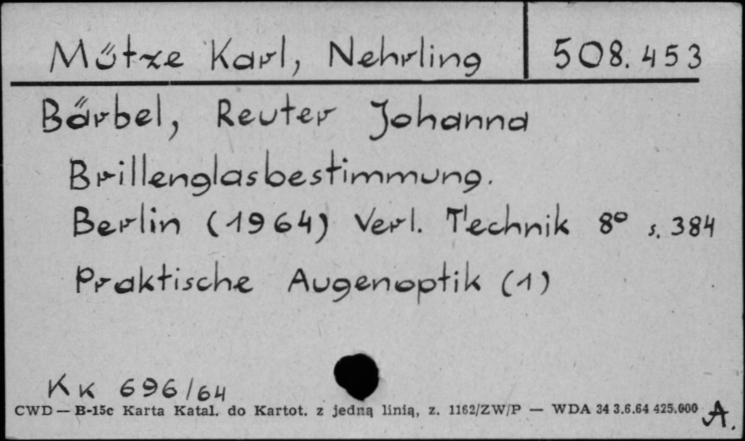 Mütze Karl, Nehrling 508.453
Bärbel, Reuter Johanna
Brillenglasbestimmung.
Berlin (1964) Verl. Technik 8° s. 384
Praktische Augenoptik (1)
KK 696/64
CWD — B-15c Karta Katal. do Kartot. z jedną linią, z. 1162/ZW/P — WDA 34 3.6.64 425.000 A.